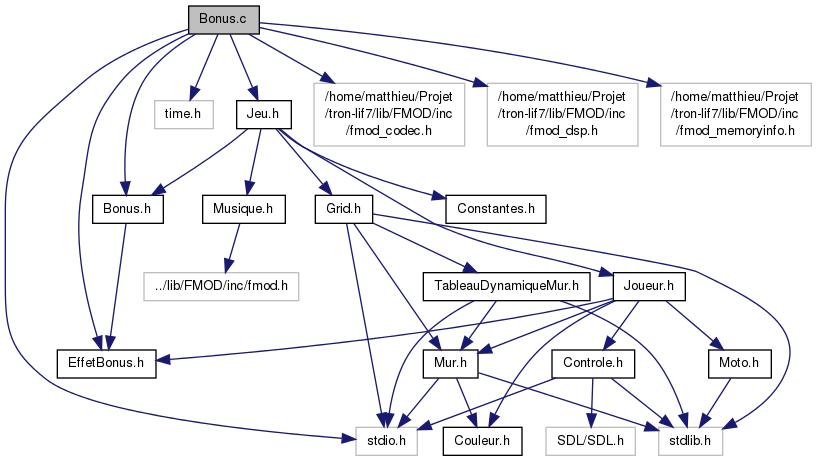 Bonus.c
time.h
Jeu.h
/home/matthieu/Projet
/tron-lif7/lib/FMOD/inc
/fmod_codec.h
/home/matthieu/Projet
/tron-lif7/lib/FMOD/inc
/fmod_dsp.h
/home/matthieu/Projet
/tron-lif7/lib/FMOD/inc
/fmod_memoryinfo.h
Bonus.h
Musique.h
Grid.h
Constantes.h
../lib/FMOD/inc/fmod.h
TableauDynamiqueMur.h
Joueur.h
EffetBonus.h
Mur.h
Controle.h
Moto.h
stdio.h
Couleur.h
SDL/SDL.h
stdlib.h